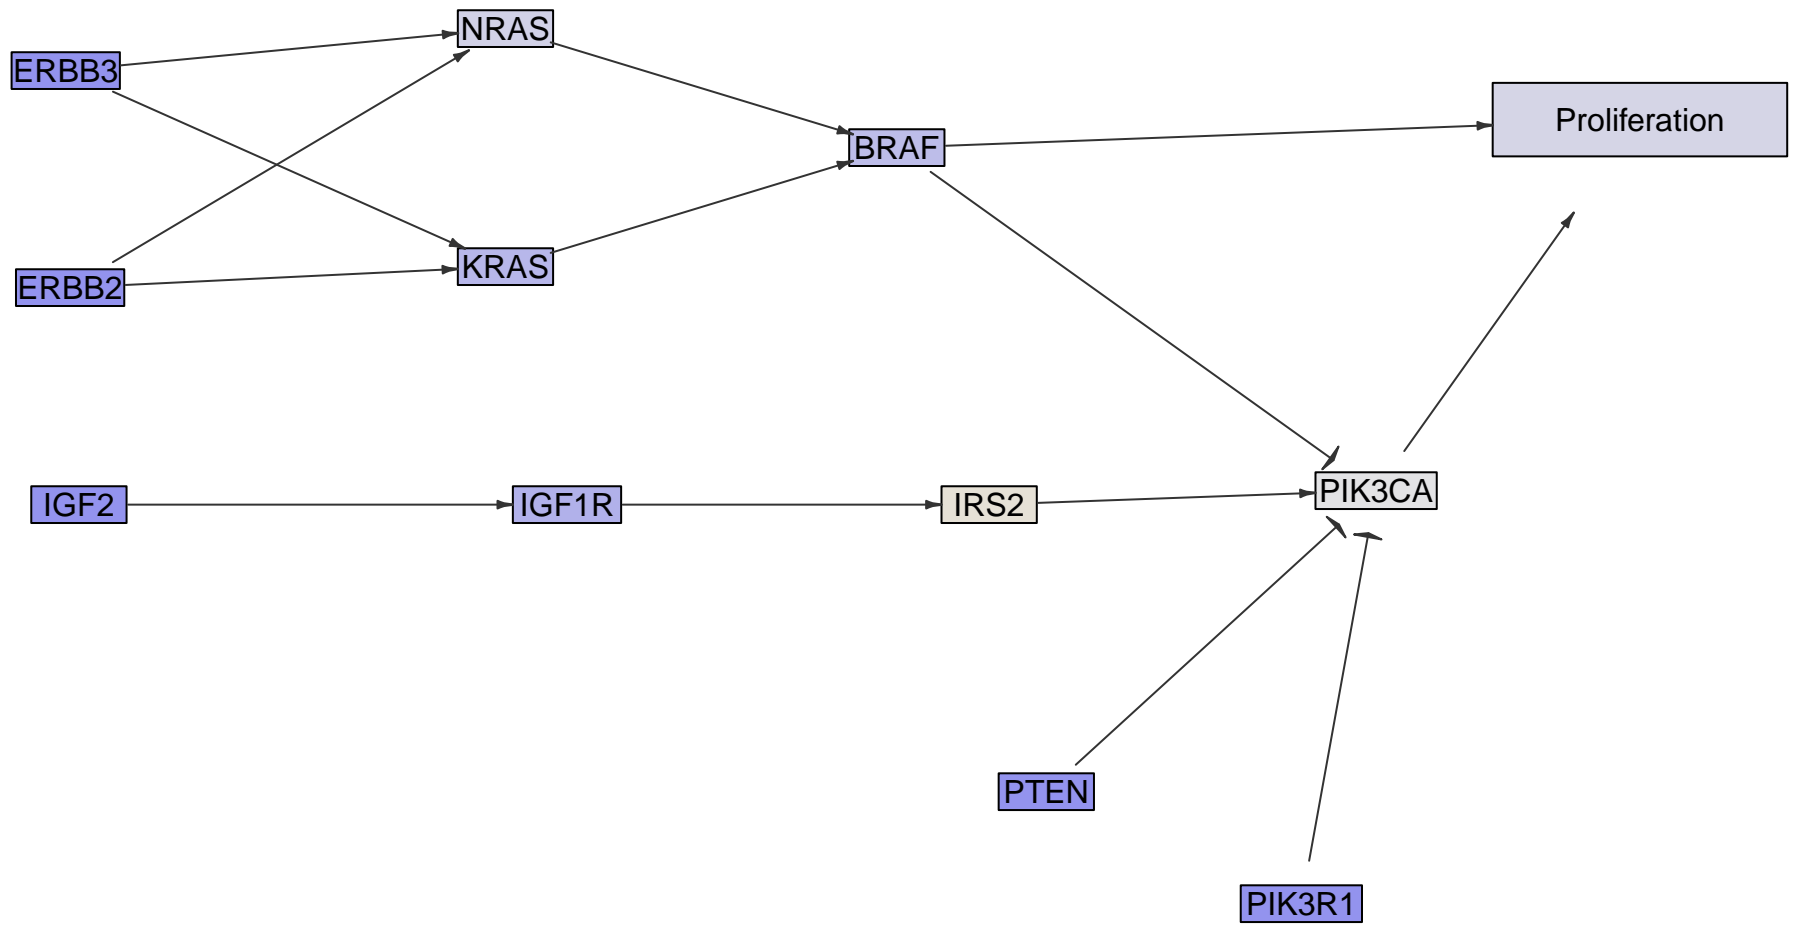 NRAS
ERBB3
Proliferation
BRAF
KRAS
ERBB2
PIK3CA
IGF2
IGF1R
IRS2
PTEN
PIK3R1